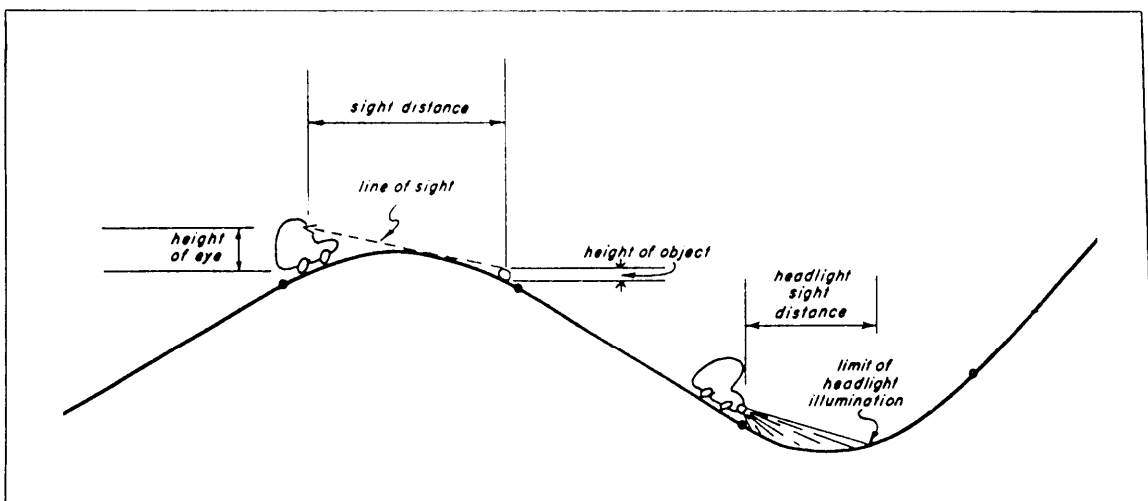 sight distance
line of sight
height
of eye
height of object
headlight
sight
distance
limit of
headlight
illumination